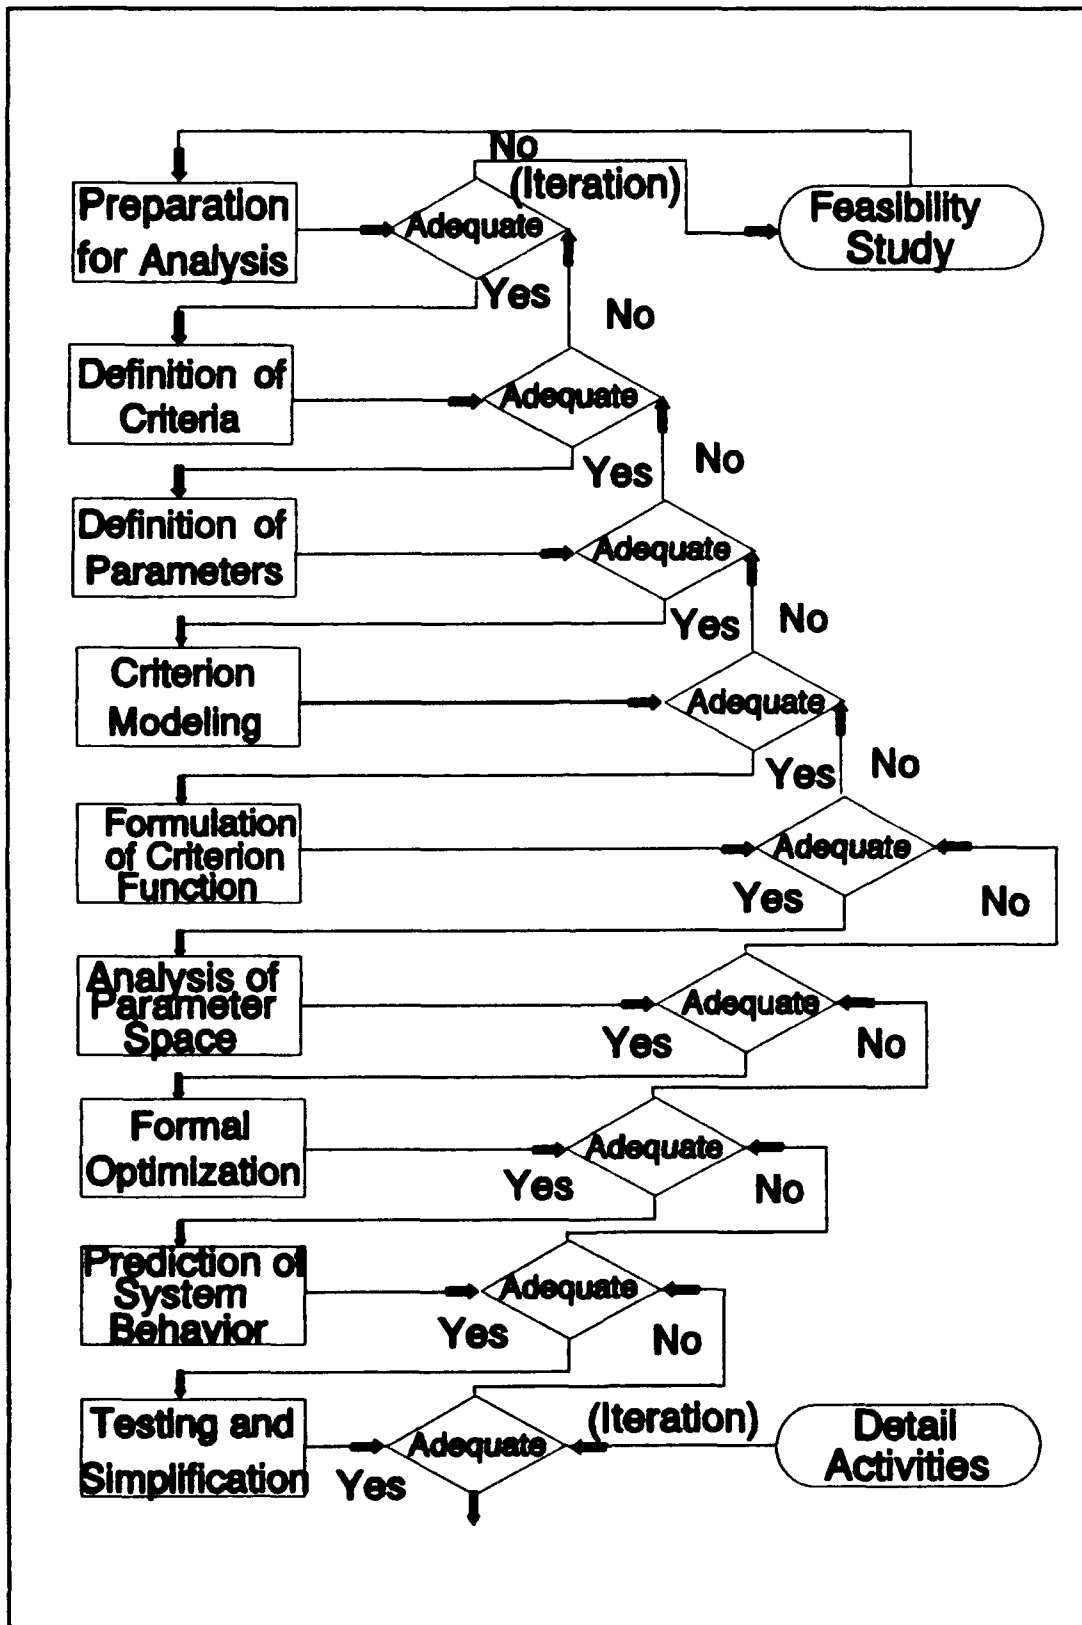 No
(Iteration)
Preparation
for Analysis
Adequate
Feasibility
Study
Yes
No
Definition of
Criteria
Adequate
Yes
No
Definition of
Parameters
Adequate
Yes
No
Criterion
Modeling
Adequate
Yes
No
Formulation
of Criterion
Function
Adequate
Yes
No
Analysis of
Parameter
Space
Adequate
Yes
No
Formal
Optimization
Adequate
Yes
No
Prediction of
System
Behavior
Adequate
Yes
No
Testing and
Simplification
Adequate
(Iteration)
Detail
Activities
Yes